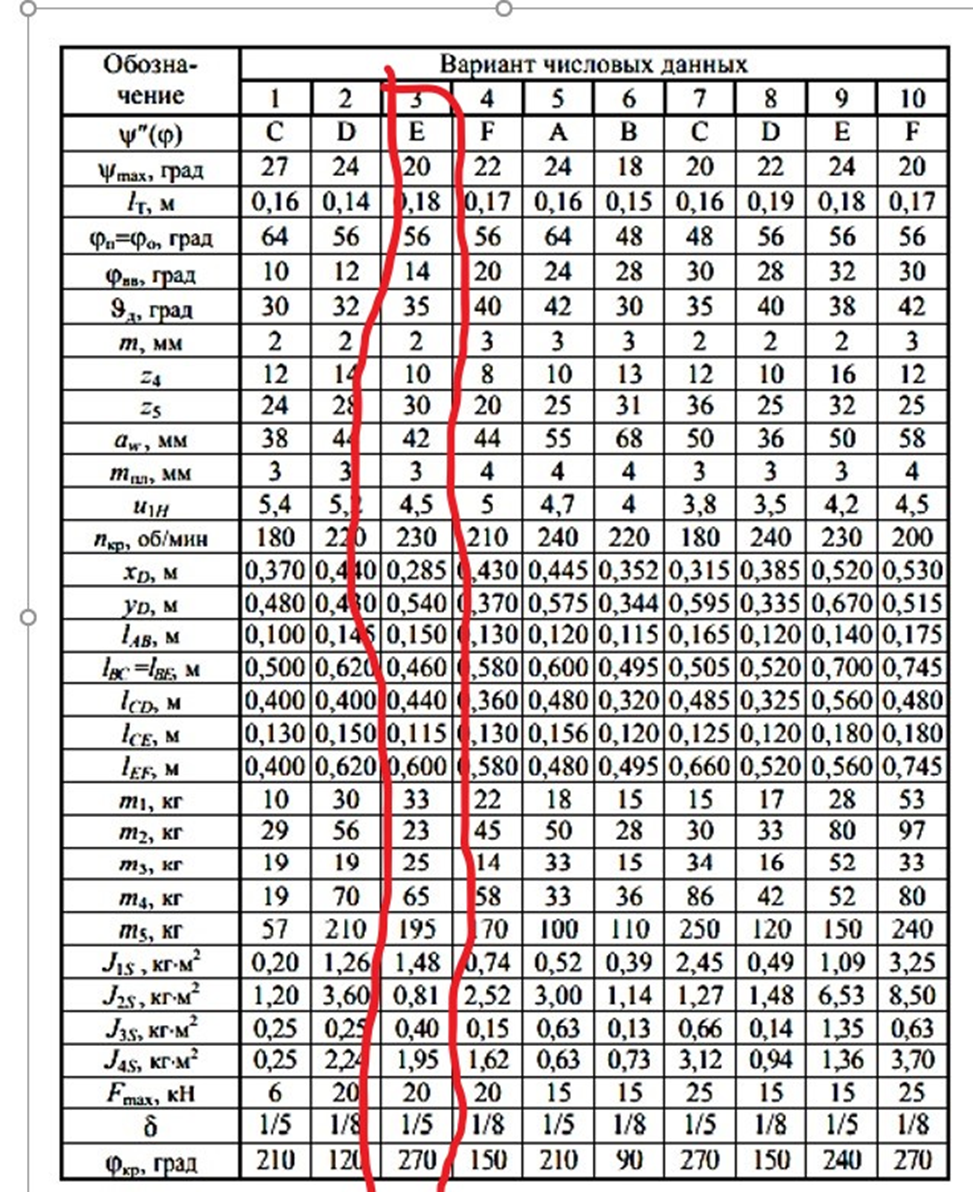 Обозна- Вариант числовых данных
чение 1 2 3 4 5 6 7 8 9 10
ψ″(φ) C D E F A B C D E F
ψmax, град 27 24 20 22 24 18 20 22 24 20
lТ, м 0,16 0,14 0,18 0,17 0,16 0,15 0,16 0,19 0,18 0,17
φп=φо, град 64 56 56 56 64 48 48 56 56 56
φвв, град 10 12 14 20 24 28 30 28 32 30
ϑд, град 30 32 35 40 42 30 35 40 38 42
m, мм 2 2 2 3 3 3 2 2 2 3
z4 12 14 10 8 10 13 12 10 16 12
z5 24 28 30 20 25 31 36 25 32 25
aw, мм 38 44 42 44 55 68 50 36 50 58
mпл, мм 3 3 3 4 4 4 3 3 3 4
u1H 5,4 5,2 4,5 5 4,7 4 3,8 3,5 4,2 4,5
nкр, об/мин 180 220 230 210 240 220 180 240 230 200
xD, м 0,370 0,440 0,285 0,430 0,445 0,352 0,315 0,385 0,520 0,530
yD, м 0,480 0,430 0,540 0,370 0,575 0,344 0,595 0,335 0,670 0,515
lAB, м 0,100 0,145 0,150 0,130 0,120 0,115 0,165 0,120 0,140 0,175
lBC =lBE, м 0,500 0,620 0,460 0,580 0,600 0,495 0,505 0,520 0,700 0,745
lCD, м 0,400 0,400 0,440 0,360 0,480 0,320 0,485 0,325 0,560 0,480
lCE, м 0,130 0,150 0,115 0,130 0,156 0,120 0,125 0,120 0,180 0,180
lEF, м 0,400 0,620 0,600 0,580 0,480 0,495 0,660 0,520 0,560 0,745
m1, кг 10 30 33 22 18 15 15 17 28 53
m2, кг 29 56 23 45 50 28 30 33 80 97
m3, кг 19 19 25 14 33 15 34 16 52 33
m4, кг 19 70 65 58 33 36 86 42 52 80
m5, кг 57 210 195 170 100 110 250 120 150 240
J1S, кг·м² 0,20 1,26 1,48 0,74 0,52 0,39 2,45 0,49 1,09 3,25
J2S, кг·м² 1,20 3,60 0,81 2,52 3,00 1,14 1,27 1,48 6,53 8,50
J3S, кг·м² 0,25 0,25 0,40 0,15 0,63 0,13 0,66 0,14 1,35 0,63
J4S, кг·м² 0,25 2,24 1,95 1,62 0,63 0,73 3,12 0,94 1,36 3,70
Fmax, кН 6 20 20 20 15 15 25 15 15 25
δ 1/5 1/8 1/5 1/8 1/5 1/8 1/5 1/8 1/5 1/8
φкр, град 210 120 270 150 210 90 270 150 240 270